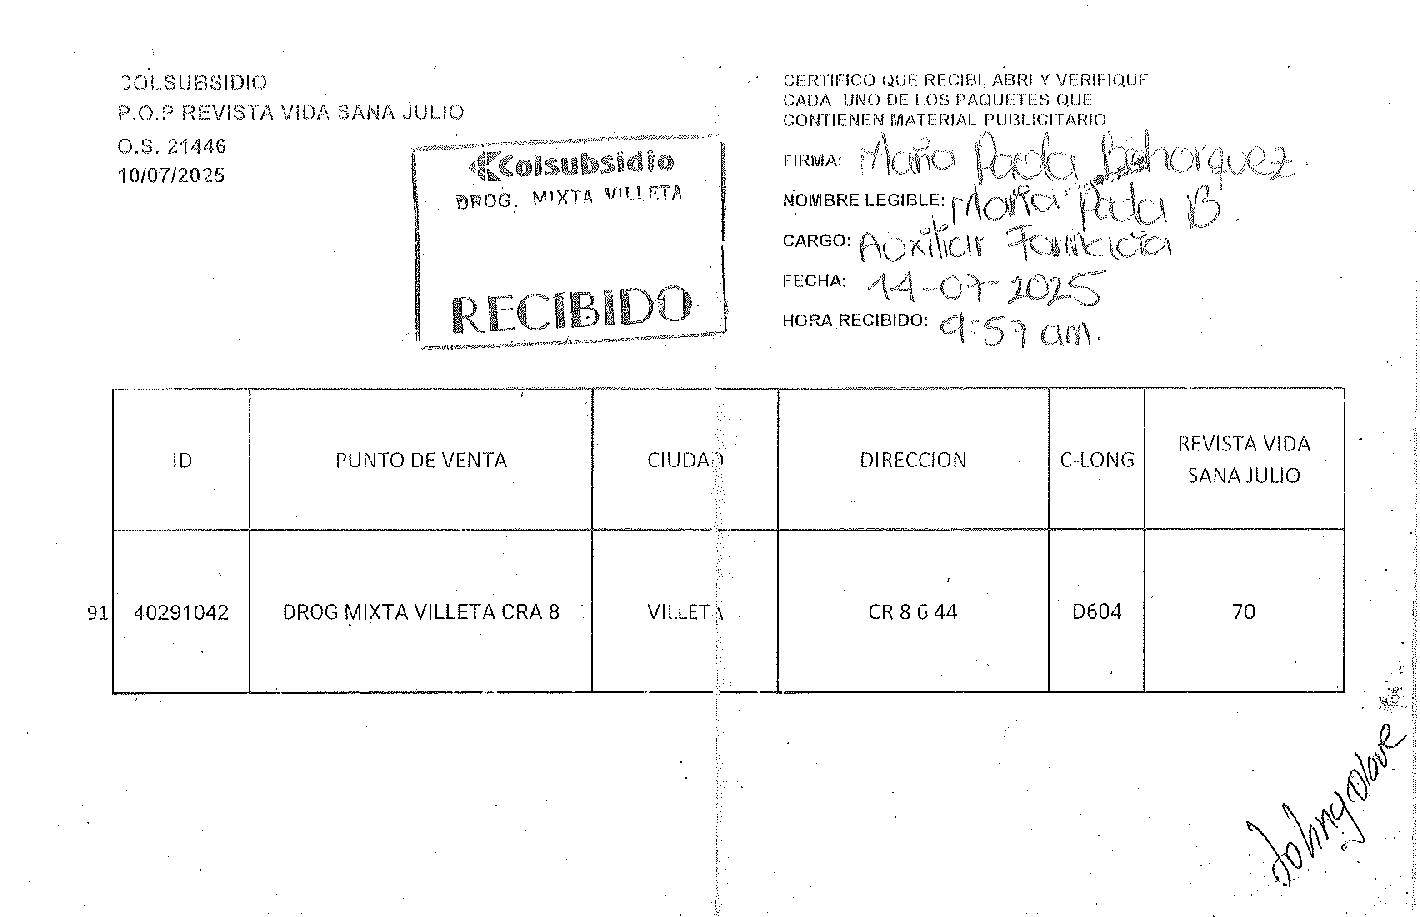 COLSUBSIDIO
P.O.P REVISTA VIDA SANA JULIO
O.S. 21446
10/07/2025
Colsubsidio
DROG. MIXTA VILLETA
RECIBIDO
CERTIFICO QUE RECIBI, ABRI Y VERIFIQUE
CADA UNO DE LOS PAQUETES QUE
CONTIENEN MATERIAL PUBLICITARIO
FIRMA: Maria Paola Bohorquez.
NOMBRE LEGIBLE: Maria Paola B.
CARGO: Auxiliar Farmacia
FECHA: 14-07-2025
HORA RECIBIDO: 9:57 am.
ID PUNTO DE VENTA CIUDAD DIRECCION C-LONG REVISTA VIDA
SANA JULIO
91 40291042 DROG MIXTA VILLETA CRA 8 VILLETA CR 8 6 44 D604 70
Johny